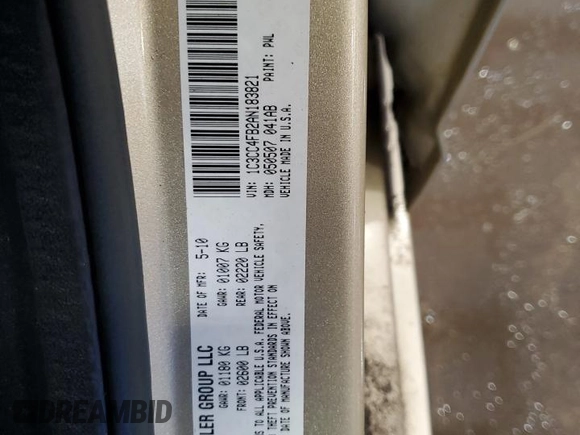 LER GROUP LLC
DATE OF MFR: 5-10
GAWR: 01180 KG GAWR: 01007 KG
FRONT: 02600 LB REAR: 02220 LB
S TO ALL APPLICABLE U.S.A. FEDERAL MOTOR VEHICLE SAFETY,
THEFT PREVENTION STANDARDS IN EFFECT ON
DATE OF MANUFACTURE SHOWN ABOVE.
VIN: 1C3CC4FB2AN183821
MDH: 050507 041AB PAINT: PWL
VEHICLE MADE IN U.S.A.
DREAMBID